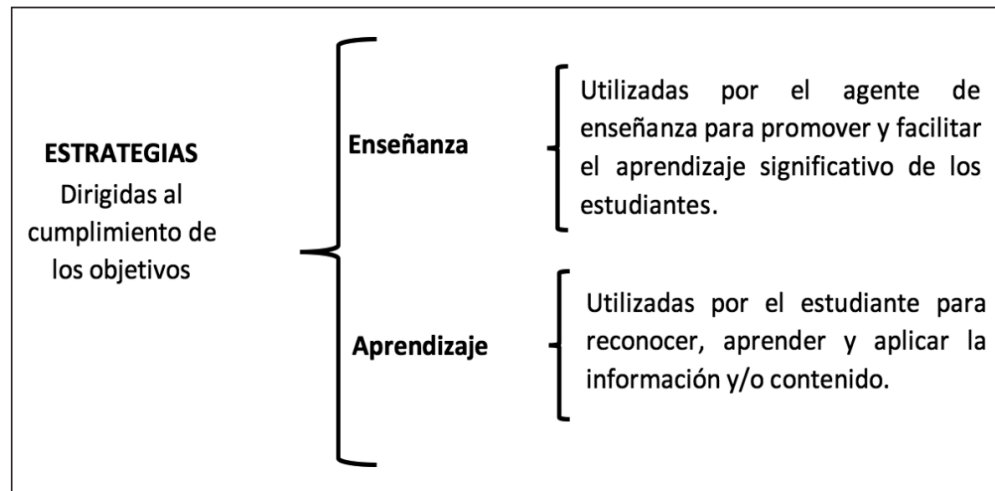 ESTRATEGIAS
Dirigidas al
cumplimiento de
los objetivos
Enseñanza
Utilizadas por el agente de
enseñanza para promover y facilitar
el aprendizaje significativo de los
estudiantes.
Aprendizaje
Utilizadas por el estudiante para
reconocer, aprender y aplicar la
información y/o contenido.